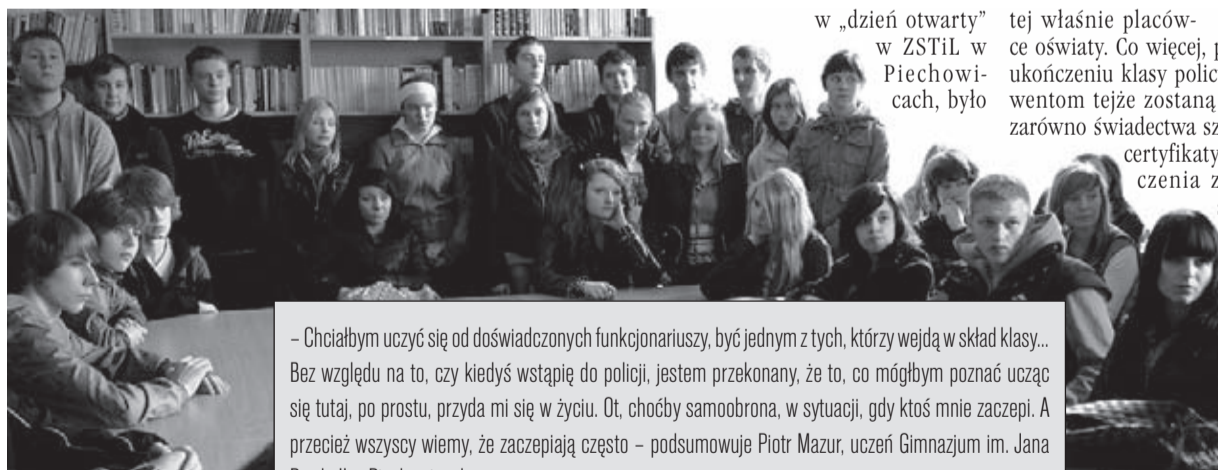 w „dzień otwarty”
w ZSTiL w
Piechowi-
cach, było
tej właśnie placów-
ce oświaty. Co więcej,
ukończeniu klasy
wentom tejże zostaną
zarówno świadectwa
certyfikaty
czenia
– Chciałbym uczyć się od doświadczonych funkcjonariuszy, być jednym z tych, którzy wejdą w skład klasy...
Bez względu na to, czy kiedyś wstąpię do policji, jestem przekonany, że to, co mógłbym poznać ucząc
się tutaj, po prostu, przyda mi się w życiu. Ot, choćby samoobrona, w sytuacji, gdy ktoś mnie zaczepi. A
przecież wszyscy wiemy, że zaczepiają często – podsumowuje Piotr Mazur, uczeń Gimnazjum im. Jana